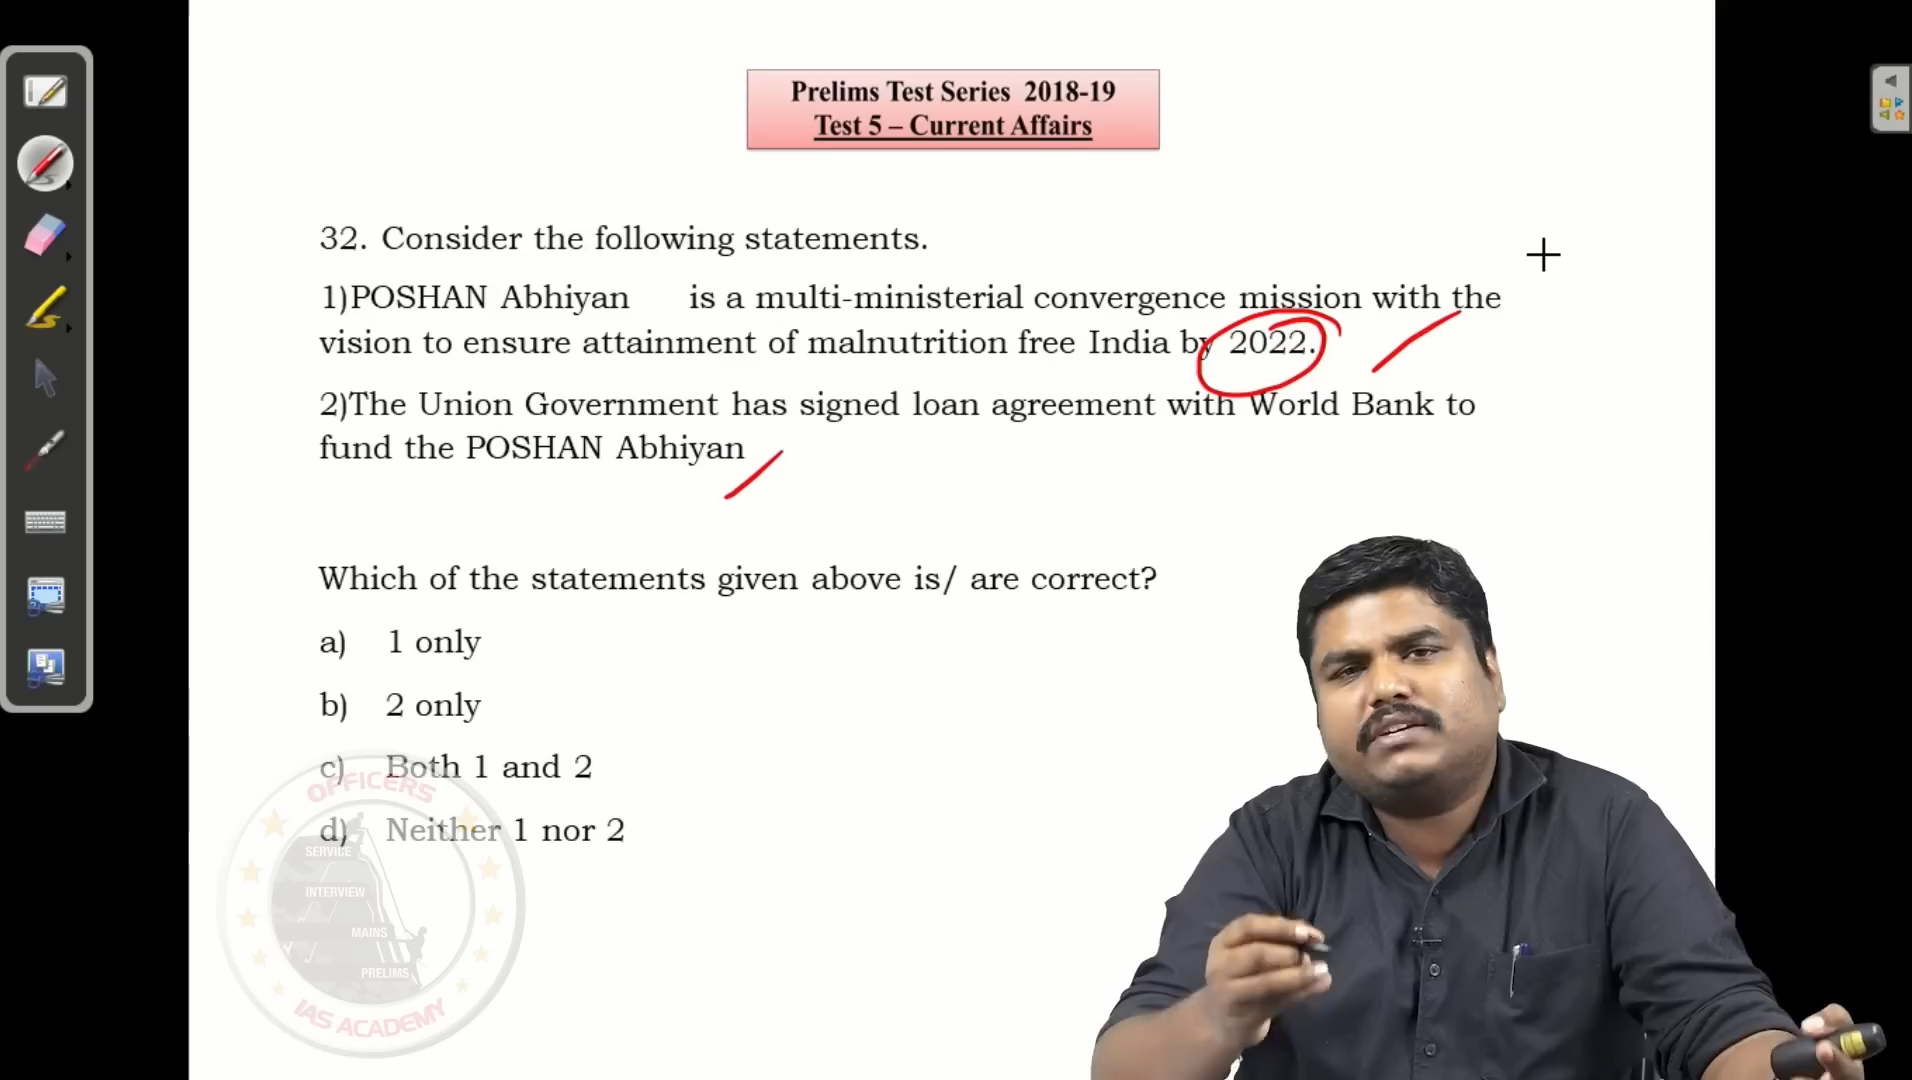 Prelims Test Series 2018-19
Test 5 – Current Affairs
32. Consider the following statements.
1)POSHAN Abhiyan is a multi-ministerial convergence mission with the
vision to ensure attainment of malnutrition free India by 2022.
2)The Union Government has signed loan agreement with World Bank to
fund the POSHAN Abhiyan
Which of the statements given above is/ are correct?
a) 1 only
b) 2 only
c) Both 1 and 2
d) Neither 1 nor 2
OFFICERS
SERVICE
INTERVIEW
MAINS
PRELIMS
IAS ACADEMY